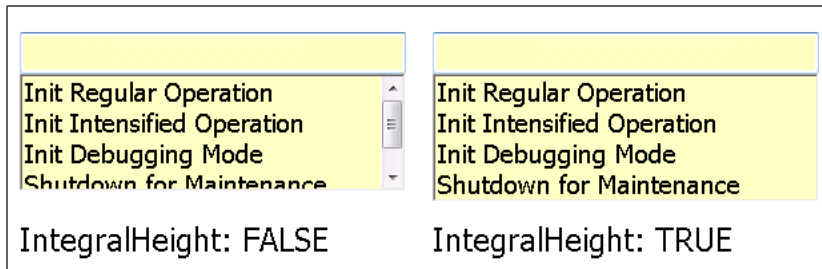 Init Regular Operation
Init Intensified Operation
Init Debugging Mode
Shutdown for Maintenance
IntegralHeight: FALSE
Init Regular Operation
Init Intensified Operation
Init Debugging Mode
Shutdown for Maintenance
IntegralHeight: TRUE